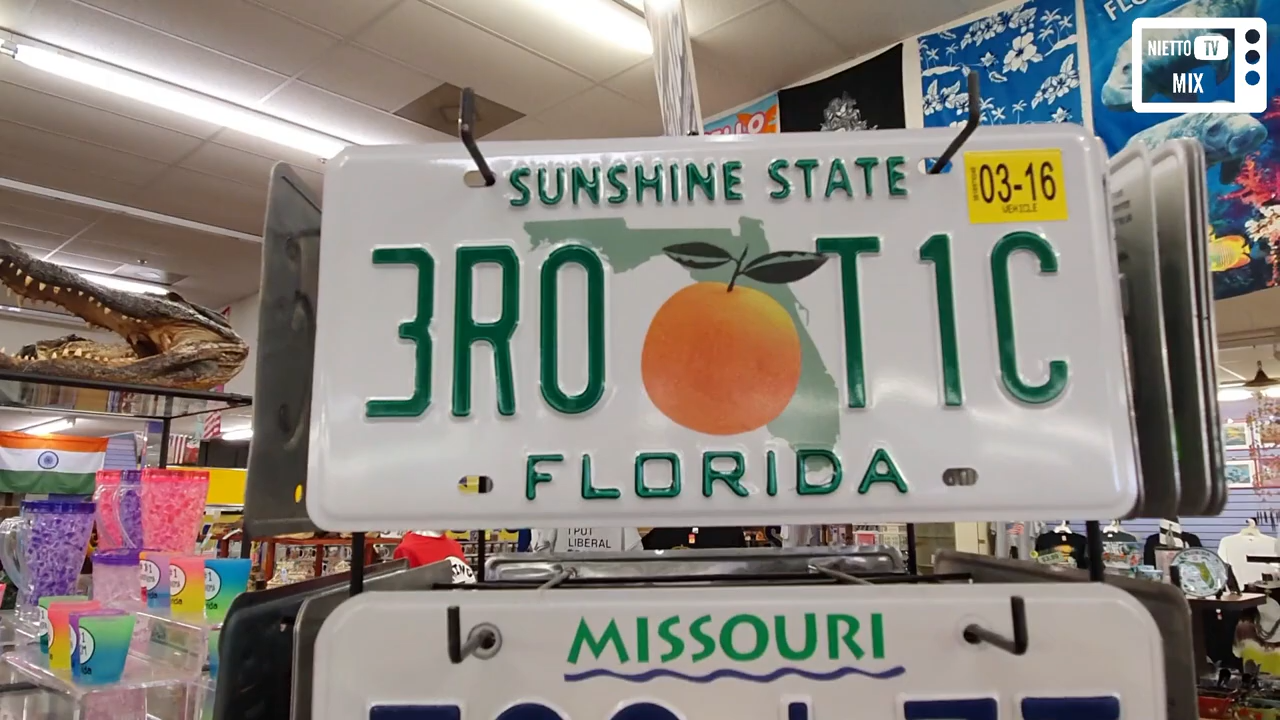 NIETTO TV
MIX
SUNSHINE STATE
03-16
VEHICLE
3RO T1C
FLORIDA
I PUT
LIBERAL
MISSOURI